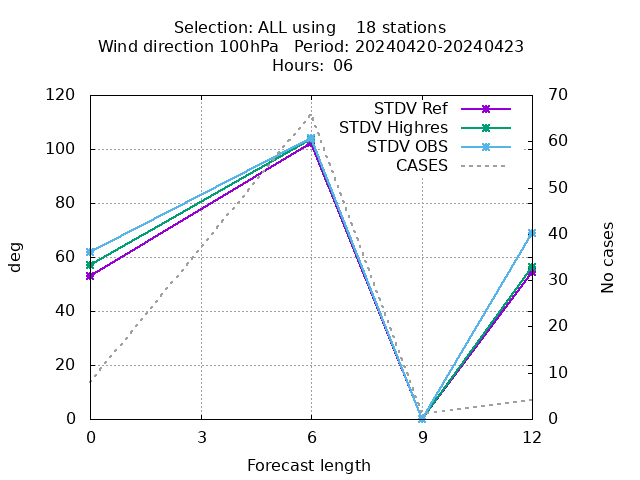 Selection: ALL using    18 stations
Wind direction 100hPa   Period: 20240420-20240423
Hours:  06
120
100
80
60
40
20
0
70
60
50
40
30
20
10
0
STDV Ref
STDV Highres
STDV OBS
CASES
deg
No cases
0 3 6 9 12
Forecast length